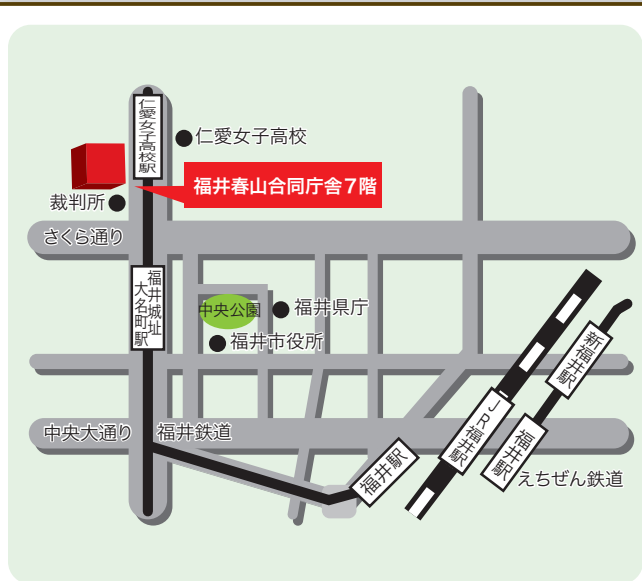 仁愛女子高校駅
仁愛女子高校
福井春山合同庁舎7階
裁判所
さくら通り
福井城址
大名町駅
中央公園
福井県庁
福井市役所
新福井駅
中央大通り
福井鉄道
JR福井駅
福井駅
福井駅
えちぜん鉄道